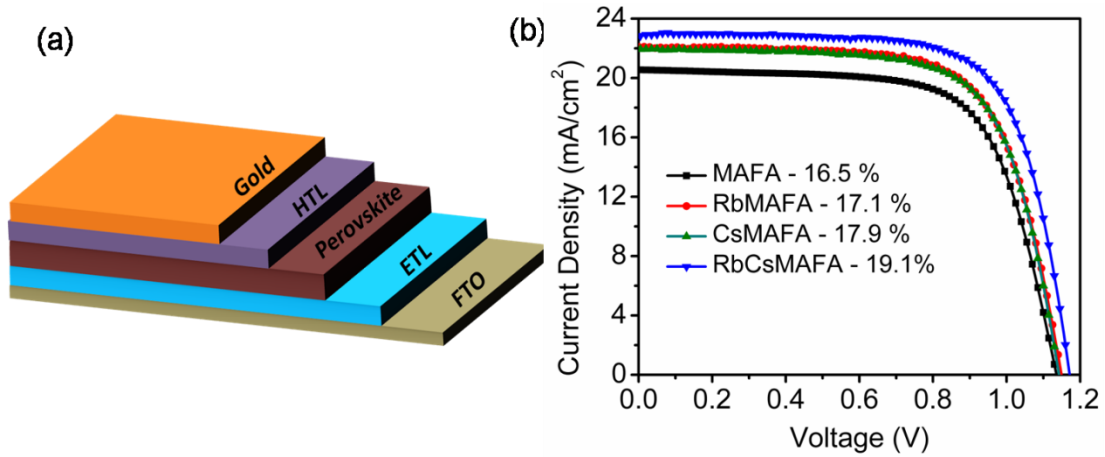 (a)
Gold
HTL
Perovskite
ETL
FTO
(b)
Current Density (mA/cm²)
24
20
16
12
8
4
0
MAFA - 16.5 %
RbMAFA - 17.1 %
CsMAFA - 17.9 %
RbCsMAFA - 19.1%
0.0 0.2 0.4 0.6 0.8 1.0 1.2
Voltage (V)